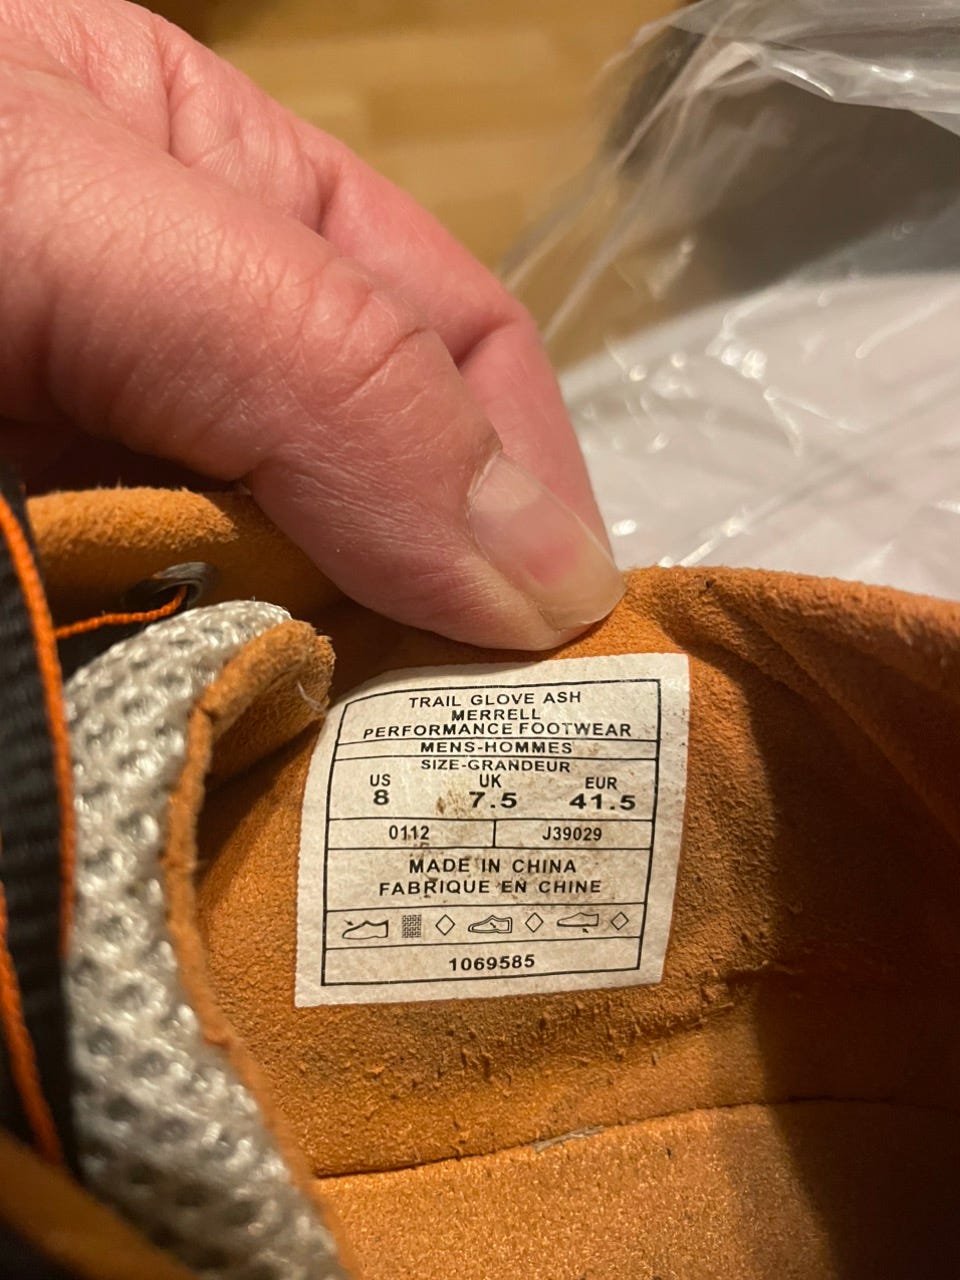 TRAIL GLOVE ASH
MERRELL
PERFORMANCE FOOTWEAR
MENS-HOMMES
SIZE-GRANDEUR
US UK EUR
8 7.5 41.5
0112 J39029
MADE IN CHINA
FABRIQUE EN CHINE
1069585